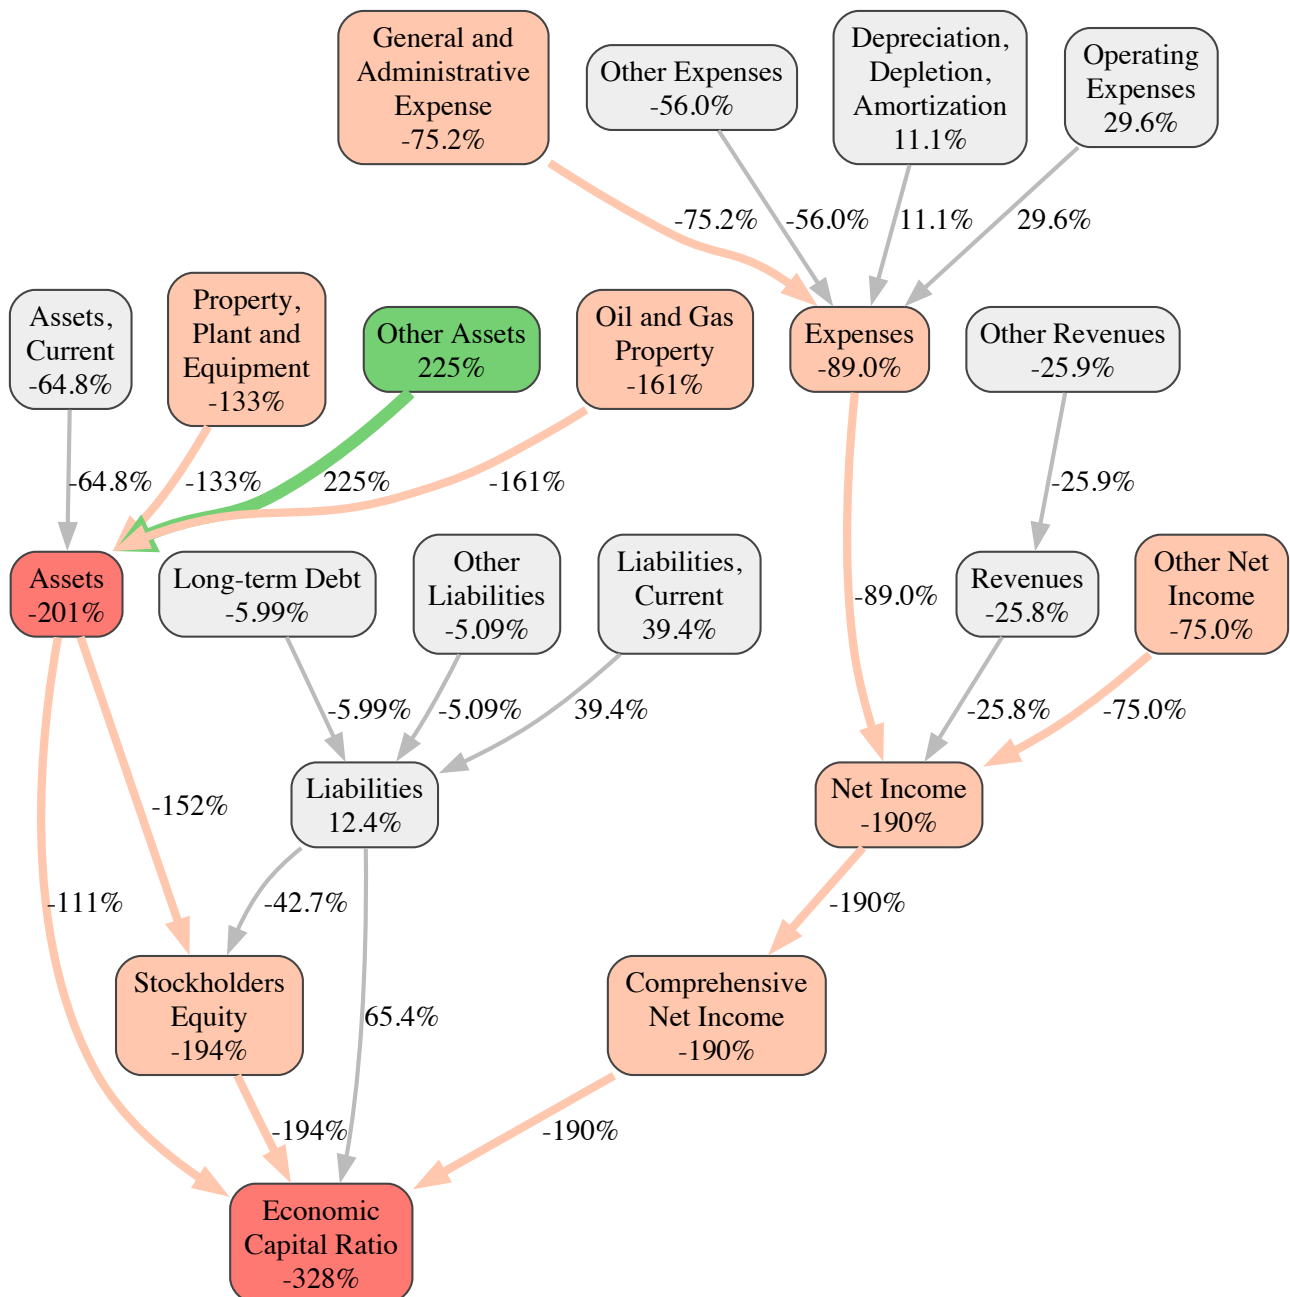 General and
Administrative
Expense
-75.2%
Other Expenses
-56.0%
Depreciation,
Depletion,
Amortization
11.1%
Operating
Expenses
29.6%
-75.2%
-56.0%
11.1%
29.6%
Assets,
Current
-64.8%
Property,
Plant and
Equipment
-133%
Other Assets
225%
Oil and Gas
Property
-161%
Expenses
-89.0%
Other Revenues
-25.9%
-64.8%
-133%
225%
-161%
-25.9%
Assets
-201%
Long-term Debt
-5.99%
Other
Liabilities
-5.09%
Liabilities,
Current
39.4%
-89.0%
Revenues
-25.8%
Other Net
Income
-75.0%
-5.99%
-5.09%
39.4%
-25.8%
-75.0%
-152%
Liabilities
12.4%
Net Income
-190%
-111%
-42.7%
-190%
Stockholders
Equity
-194%
65.4%
Comprehensive
Net Income
-190%
-194%
-190%
Economic
Capital Ratio
-328%